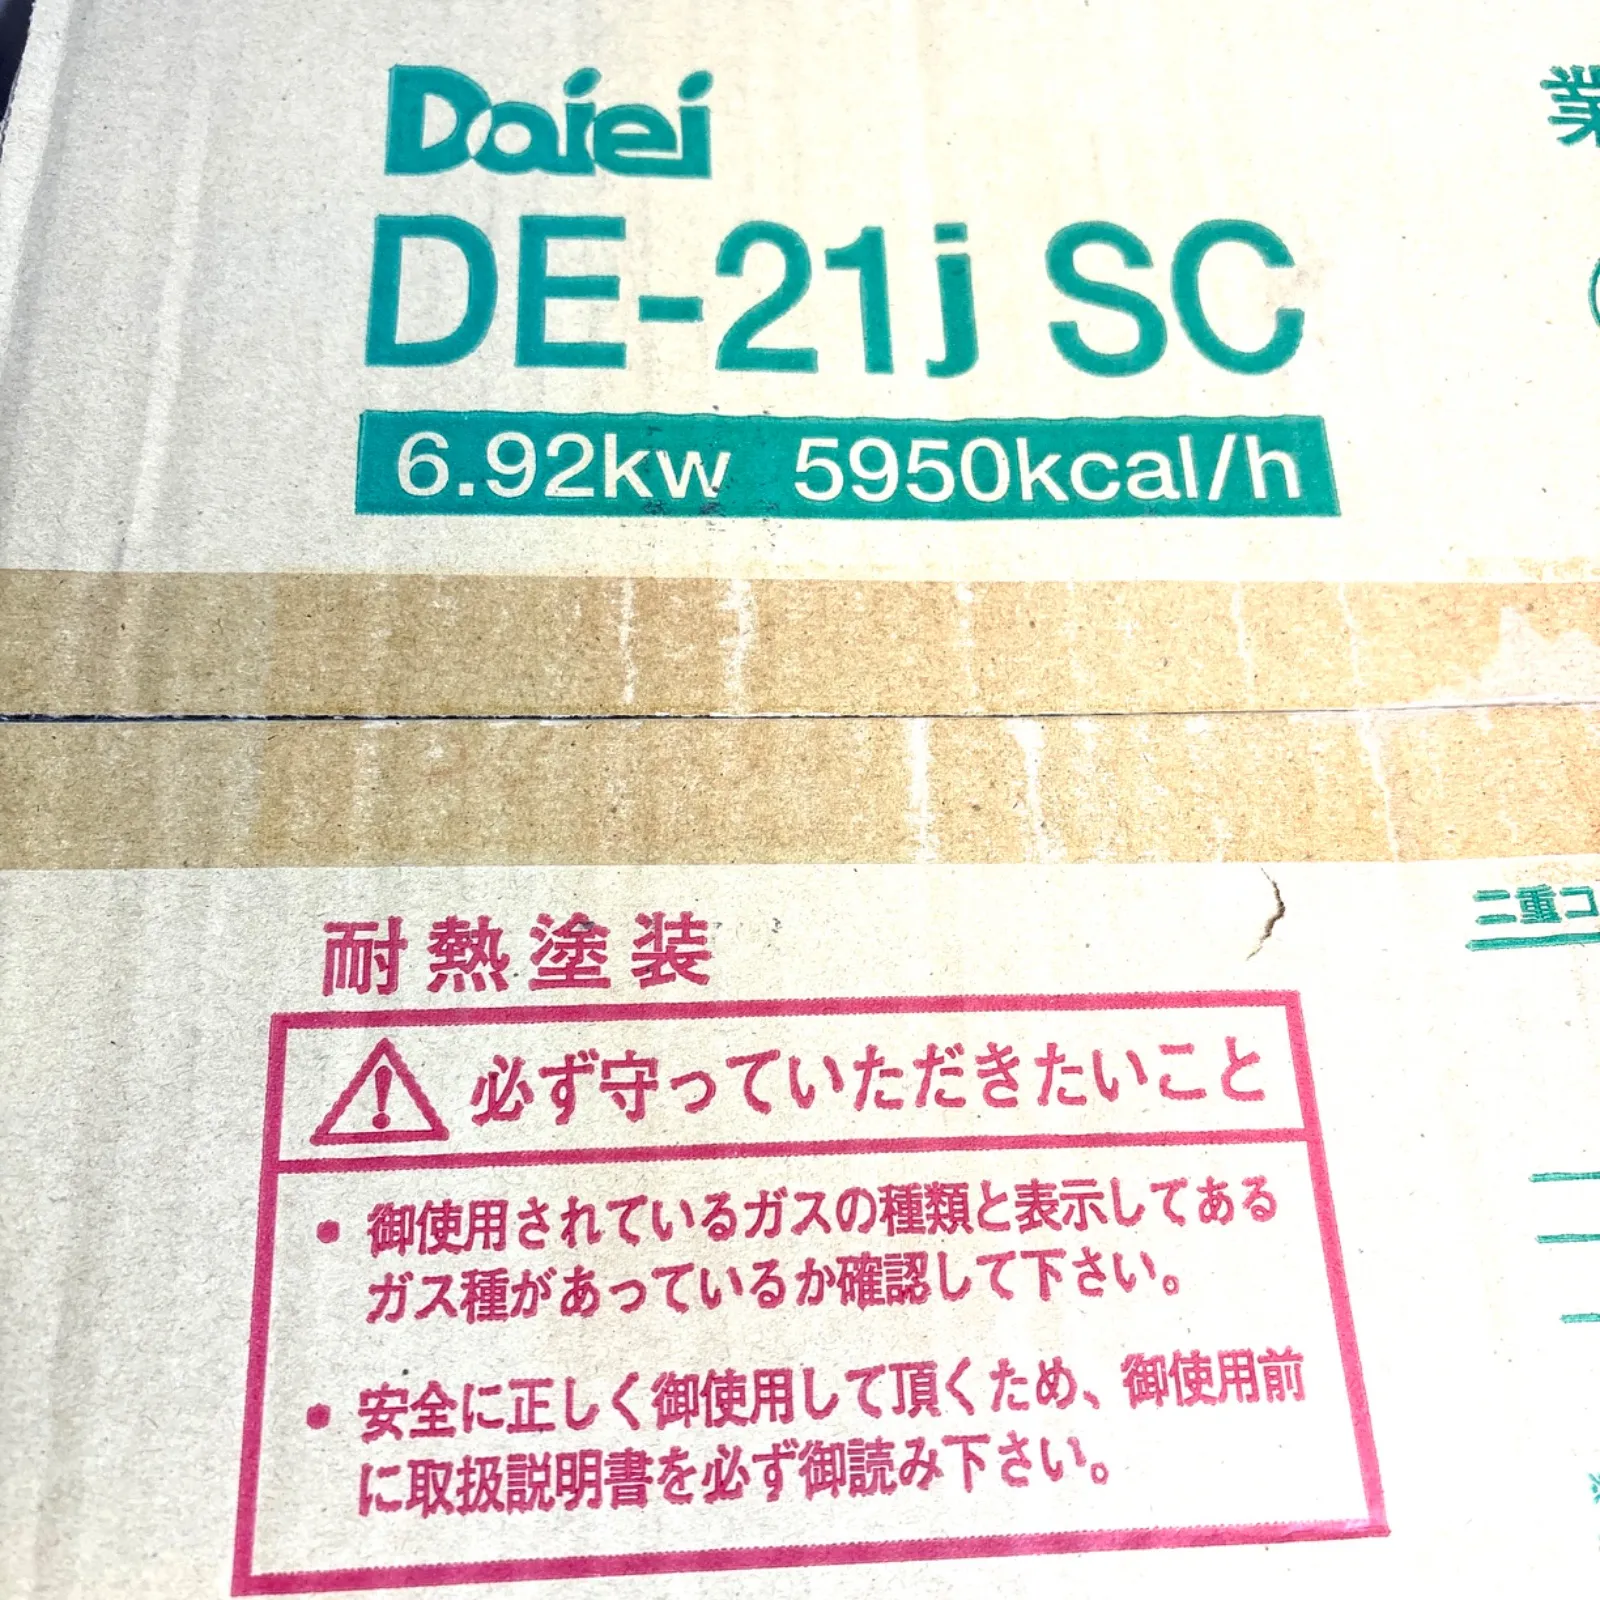 Daiei
業
DE-21j SC
6.92kw 5950kcal/h
耐熱塗装
二重コ
必ず守っていただきたいこと
• 御使用されているガスの種類と表示してある
ガス種があっているか確認して下さい。
• 安全に正しく御使用して頂くため、御使用前
に取扱説明書を必ず御読み下さい。